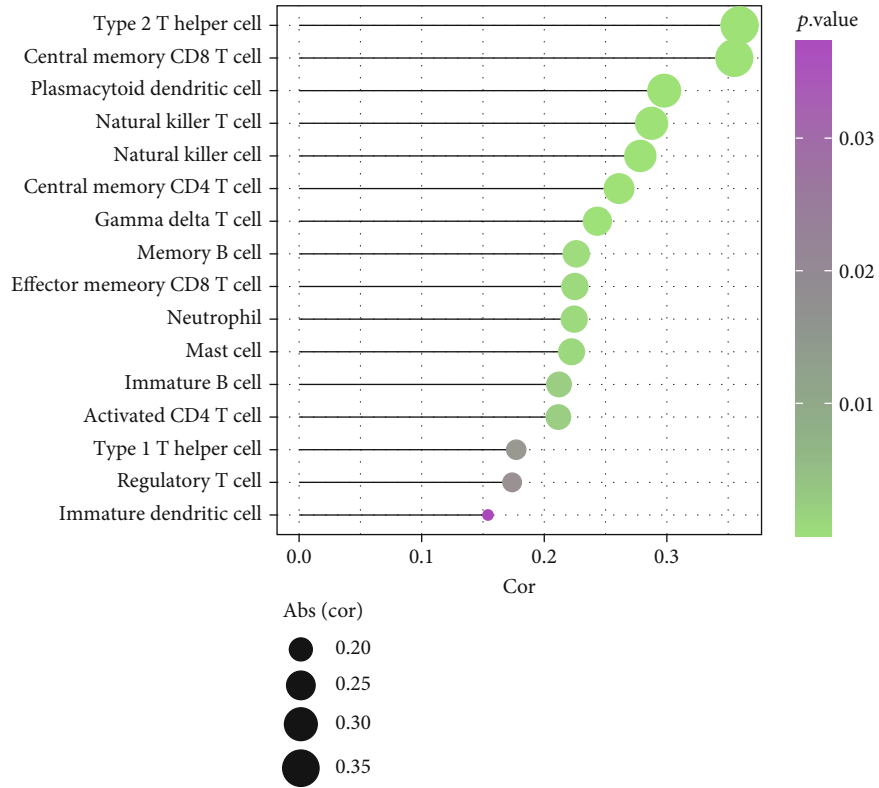 Type 2 T helper cell
Central memory CD8 T cell
Plasmacytoid dendritic cell
Natural killer T cell
Natural killer cell
Central memory CD4 T cell
Gamma delta T cell
Memory B cell
Effector memeory CD8 T cell
Neutrophil
Mast cell
Immature B cell
Activated CD4 T cell
Type 1 T helper cell
Regulatory T cell
Immature dendritic cell
0.0 0.1 0.2 0.3
Cor
p.value
0.03
0.02
0.01
Abs (cor)
0.20
0.25
0.30
0.35